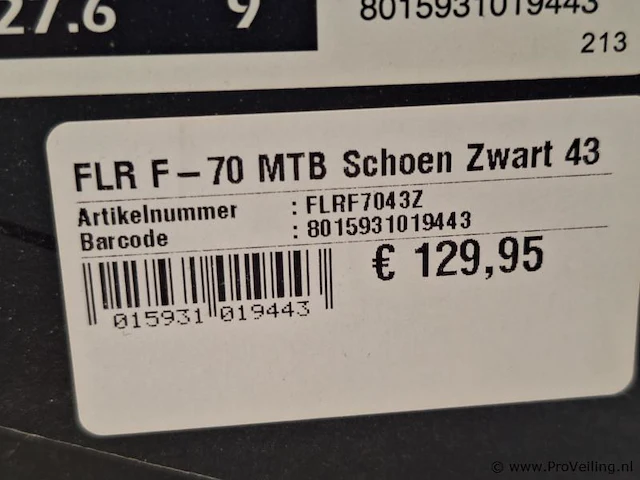 27.6 9 8015931019443
213
FLR F-70 MTB Schoen Zwart 43
Artikelnummer : FLRF7043Z
Barcode : 8015931019443
€ 129,95
015931 019443
© www.ProVeiling.nl